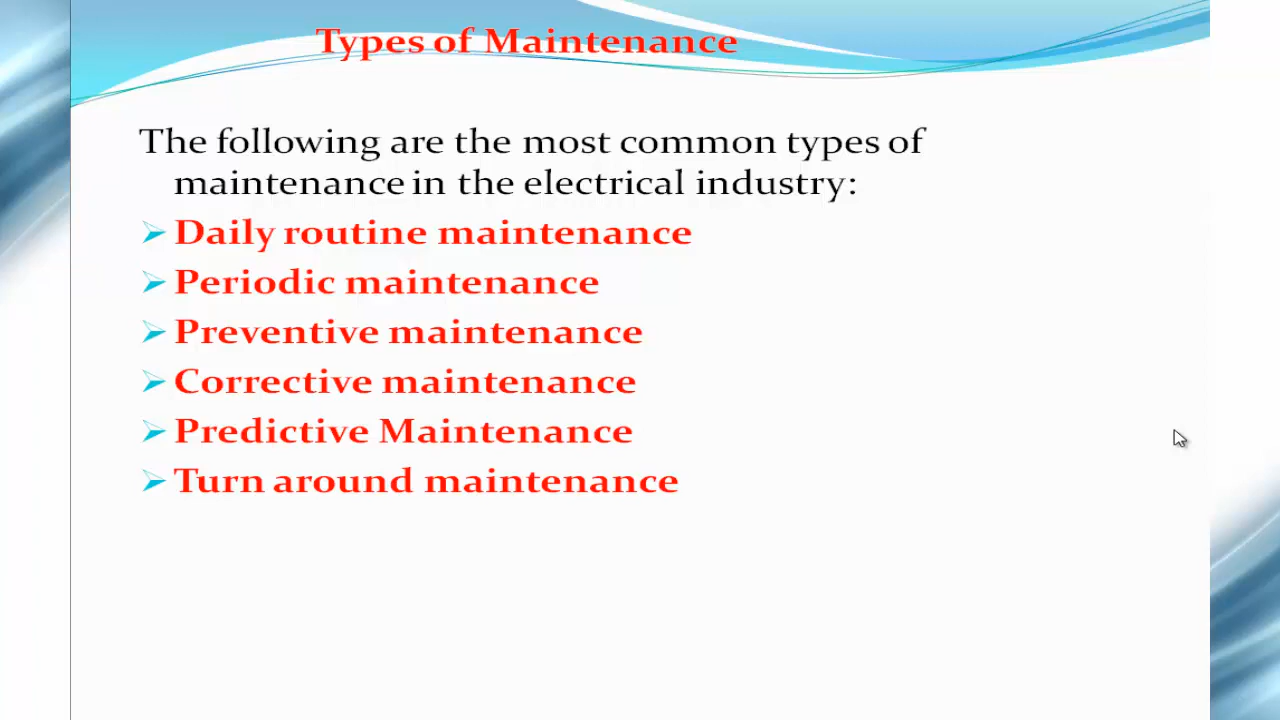 Types of Maintenance
The following are the most common types of
maintenance in the electrical industry:
Daily routine maintenance
Periodic maintenance
Preventive maintenance
Corrective maintenance
Predictive Maintenance
Turn around maintenance